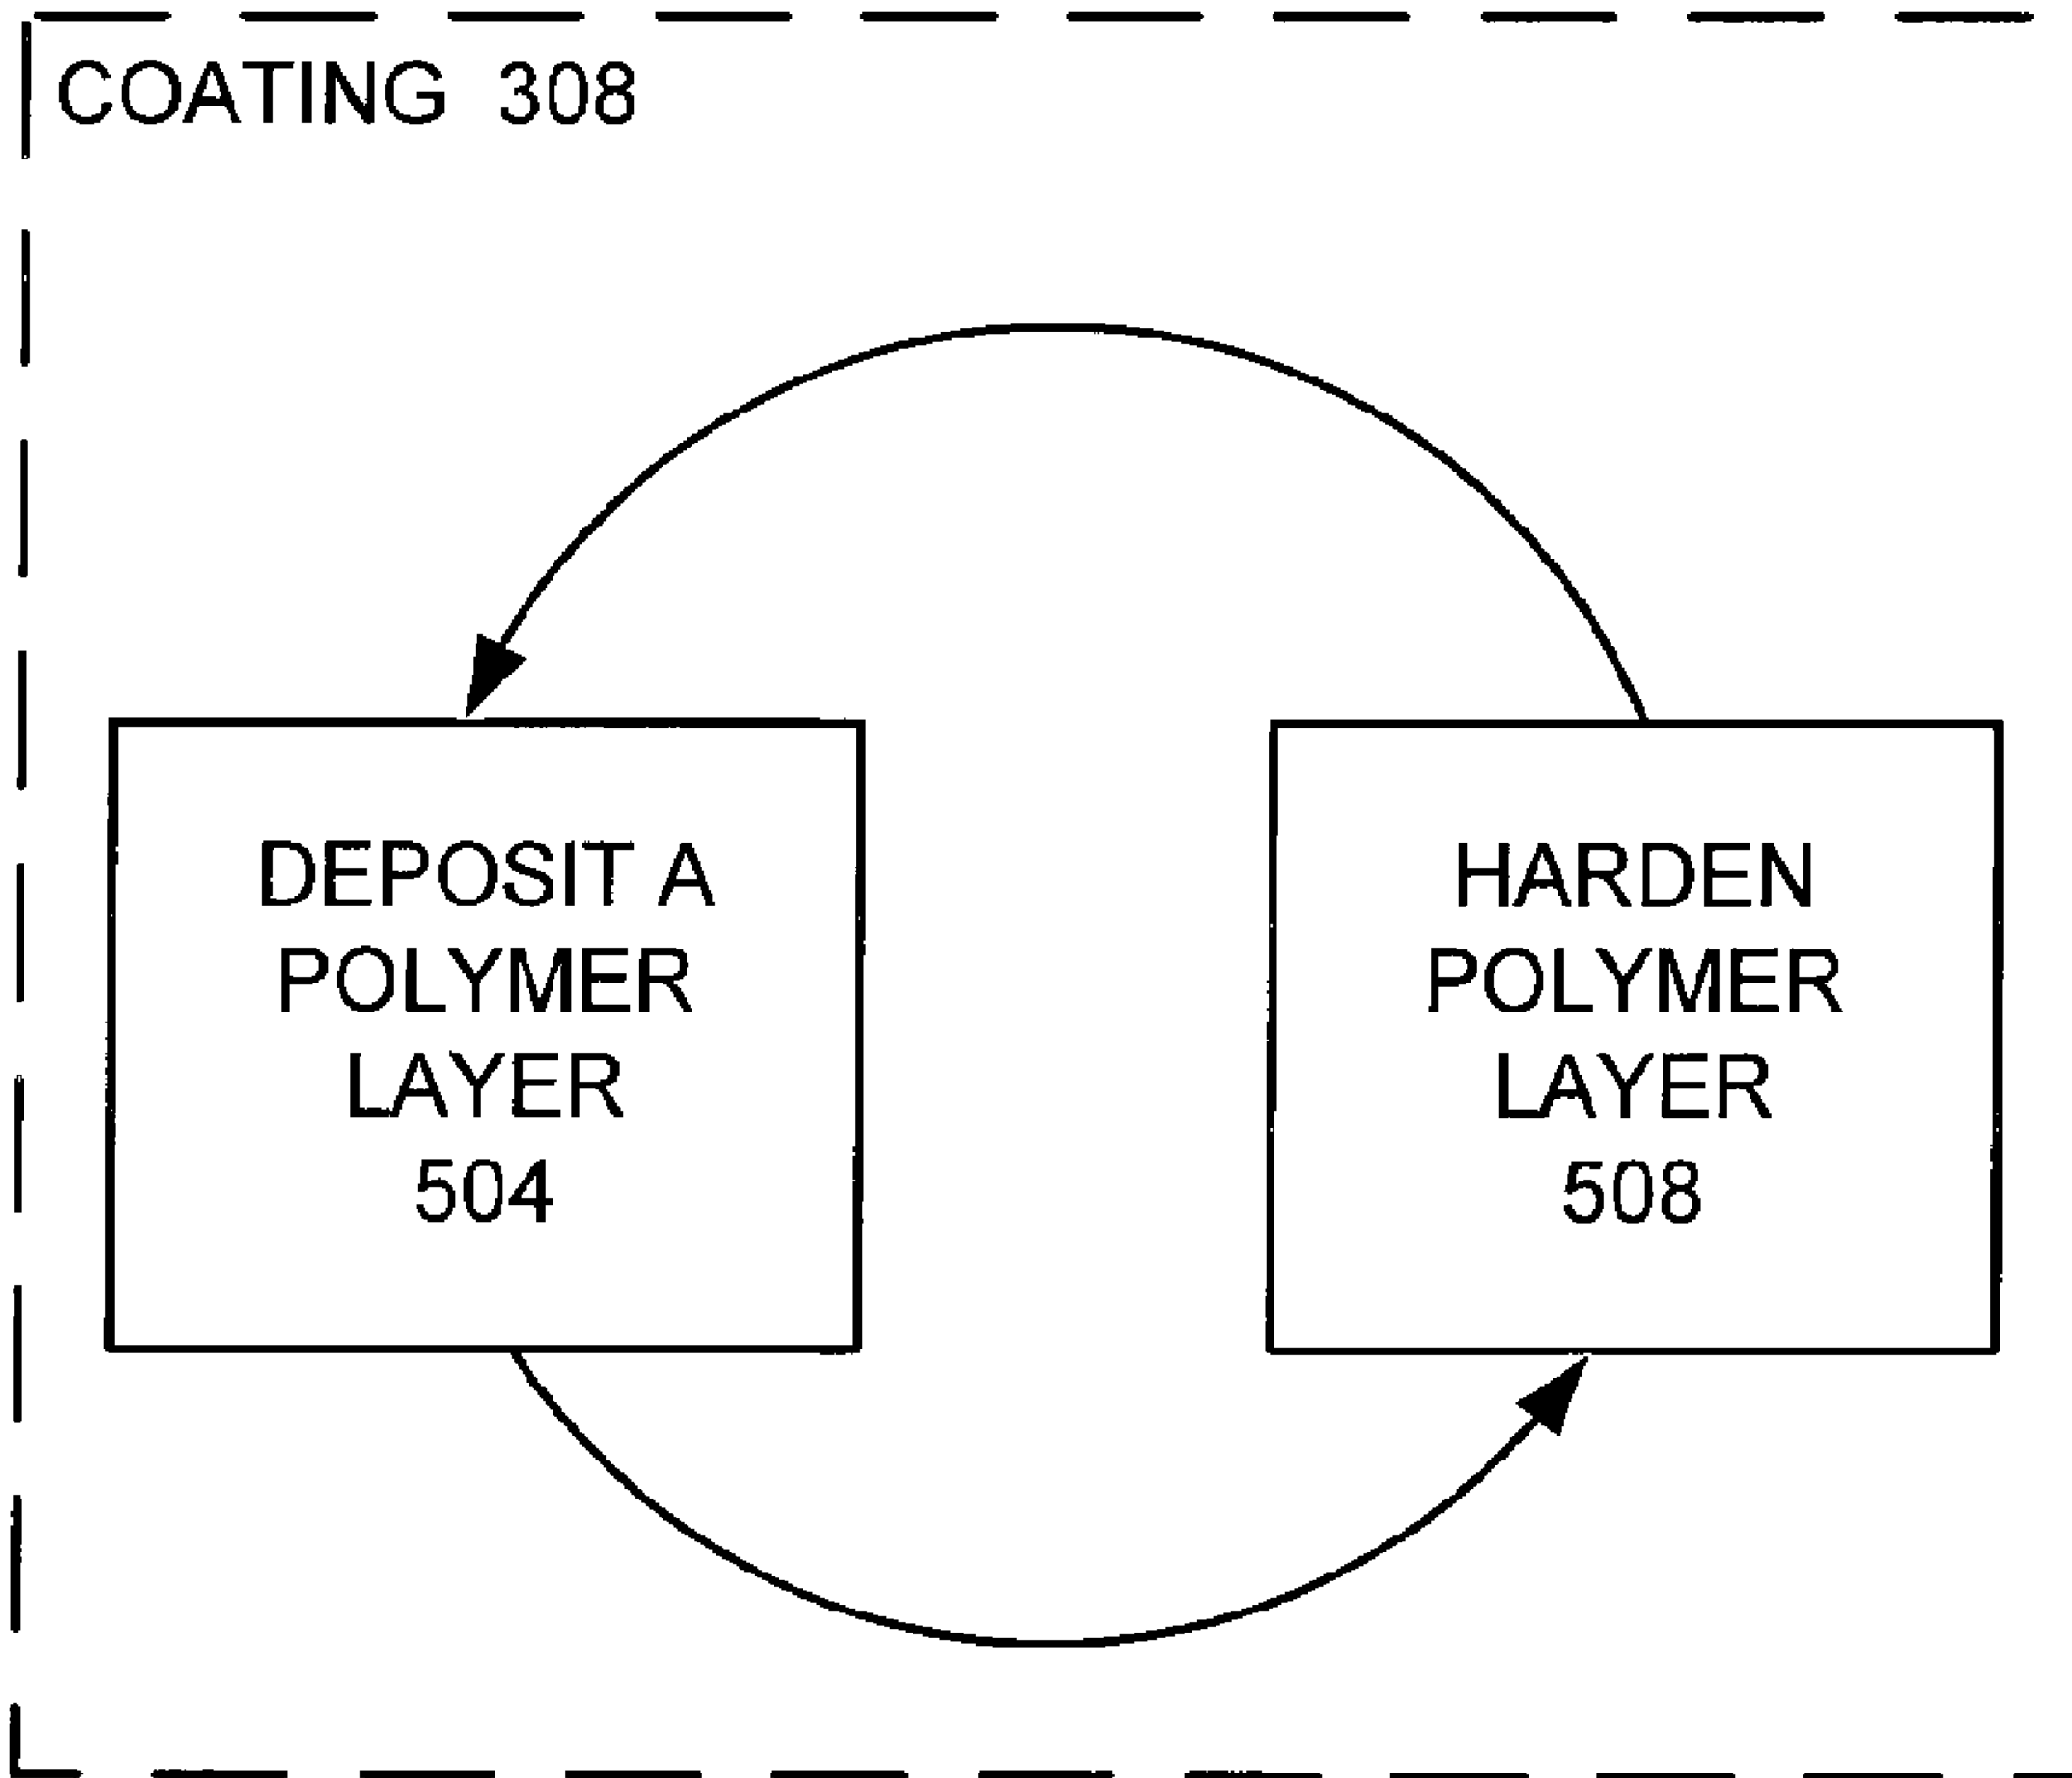 COATING 308
DEPOSIT A
POLYMER
LAYER
504
HARDEN
POLYMER
LAYER
508